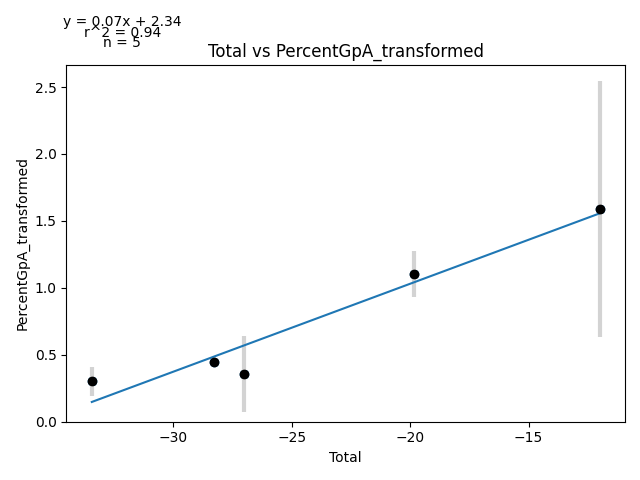 y = 0.07x + 2.34
r^2 = 0.94
n = 5
Total vs PercentGpA_transformed
PercentGpA_transformed
2.5
2.0
1.5
1.0
0.5
0.0
−30
−25
−20
−15
Total